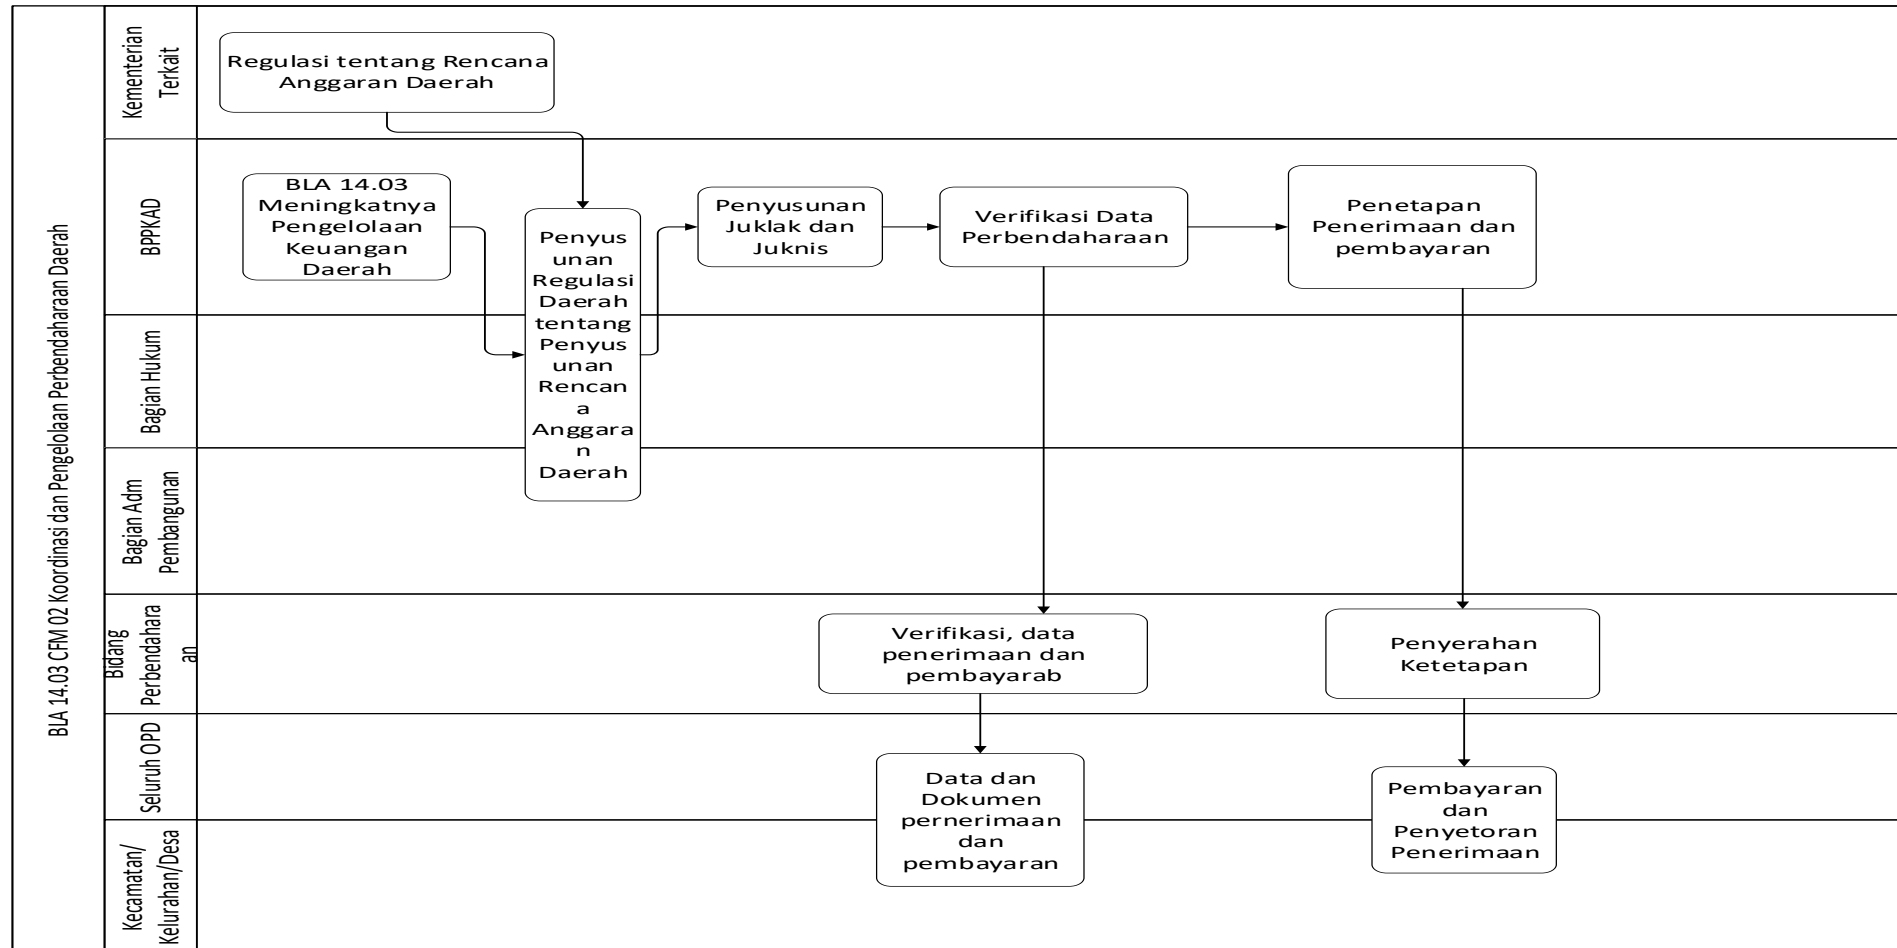 BLA 14.03 CFM 02 Koordinasi dan Pengelolaan Perbendaharaan Daerah
Kementerian
Terkait
Regulasi tentang Rencana
Anggaran Daerah
BPPKAD
BLA 14.03
Meningkatnya
Pengelolaan
Keuangan
Daerah
Penyus
unan
Regulasi
Daerah
tentang
Penyus
unan
Rencan
a
Anggara
n
Daerah
Penyusunan
Juklak dan
Juknis
Verifikasi Data
Perbendaharaan
Penetapan
Penerimaan dan
pembayaran
Bagian Hukum
Bagian Adm
Pembangunan
Bidang
Perbendahara
an
Verifikasi, data
penerimaan dan
pembayarab
Penyerahan
Ketetapan
Seluruh OPD
Data dan
Dokumen
pernerimaan
dan
pembayaran
Pembayaran
dan
Penyetoran
Penerimaan
Kecamatan/
Kelurahan/Desa